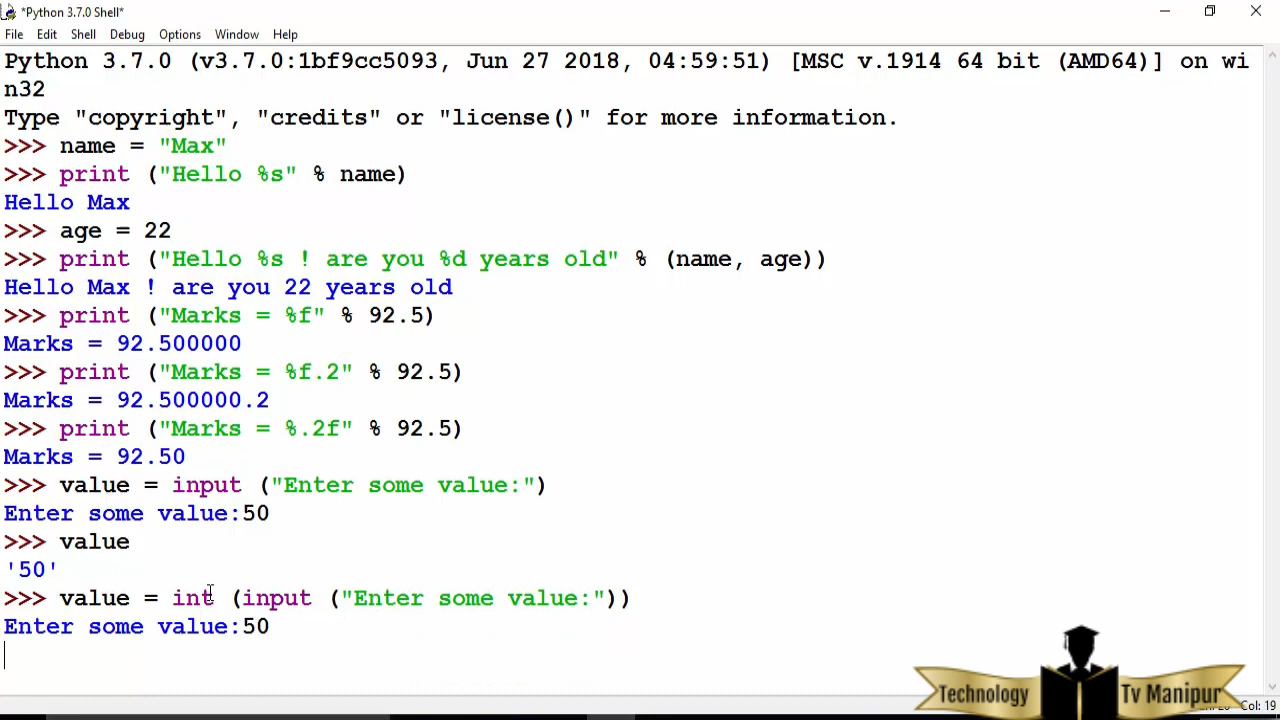 *Python 3.7.0 Shell*
File Edit Shell Debug Options Window Help
Python 3.7.0 (v3.7.0:1bf9cc5093, Jun 27 2018, 04:59:51) [MSC v.1914 64 bit (AMD64)] on wi
n32
Type "copyright", "credits" or "license()" for more information.
>>> name = "Max"
>>> print ("Hello %s" % name)
Hello Max
>>> age = 22
>>> print ("Hello %s ! are you %d years old" % (name, age))
Hello Max ! are you 22 years old
>>> print ("Marks = %f" % 92.5)
Marks = 92.500000
>>> print ("Marks = %f.2" % 92.5)
Marks = 92.500000.2
>>> print ("Marks = %.2f" % 92.5)
Marks = 92.50
>>> value = input ("Enter some value:")
Enter some value:50
>>> value
'50'
>>> value = int (input ("Enter some value:"))
Enter some value:50
Technology Tv Manipur
Col: 19